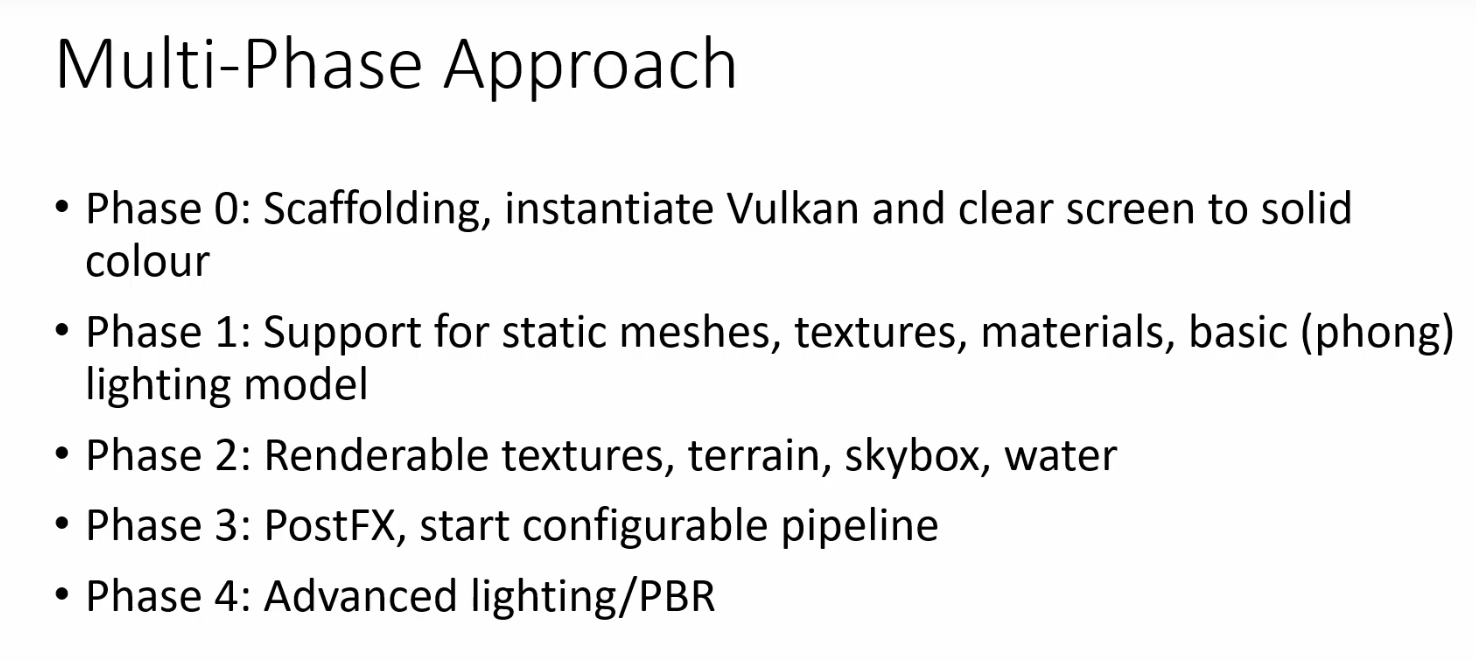 Multi-Phase Approach
• Phase 0: Scaffolding, instantiate Vulkan and clear screen to solid
colour
• Phase 1: Support for static meshes, textures, materials, basic (phong)
lighting model
• Phase 2: Renderable textures, terrain, skybox, water
• Phase 3: PostFX, start configurable pipeline
• Phase 4: Advanced lighting/PBR